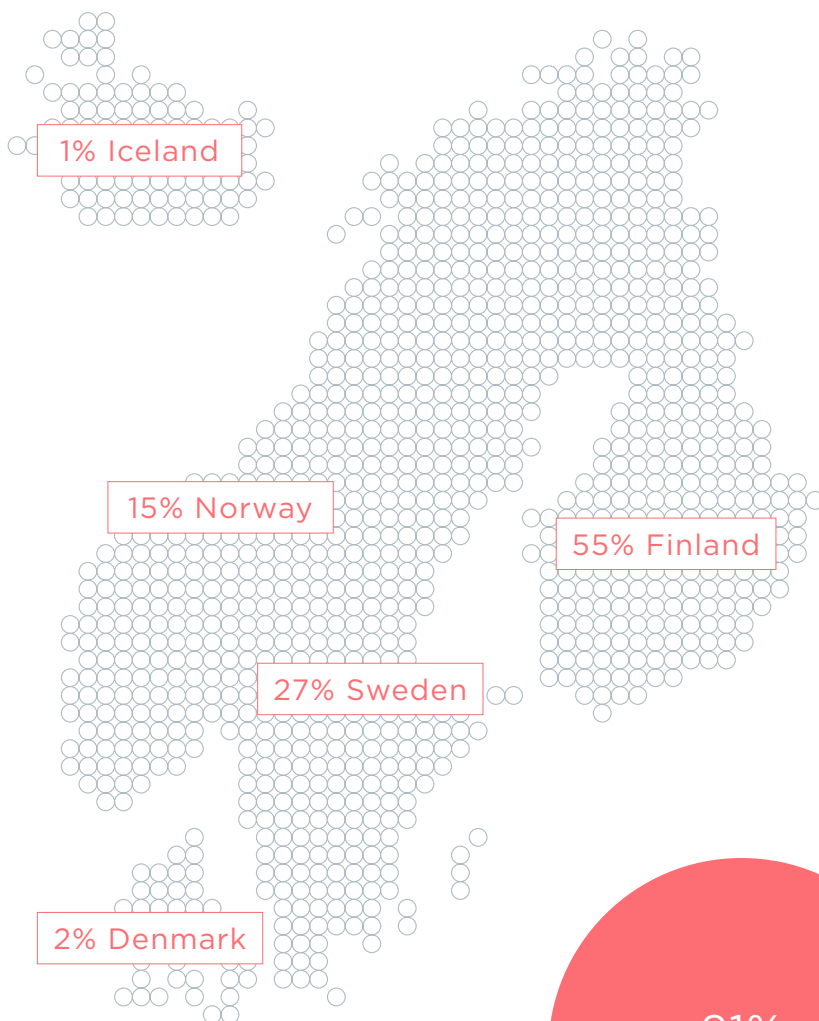 1% Iceland
15% Norway
55% Finland
27% Sweden
2% Denmark